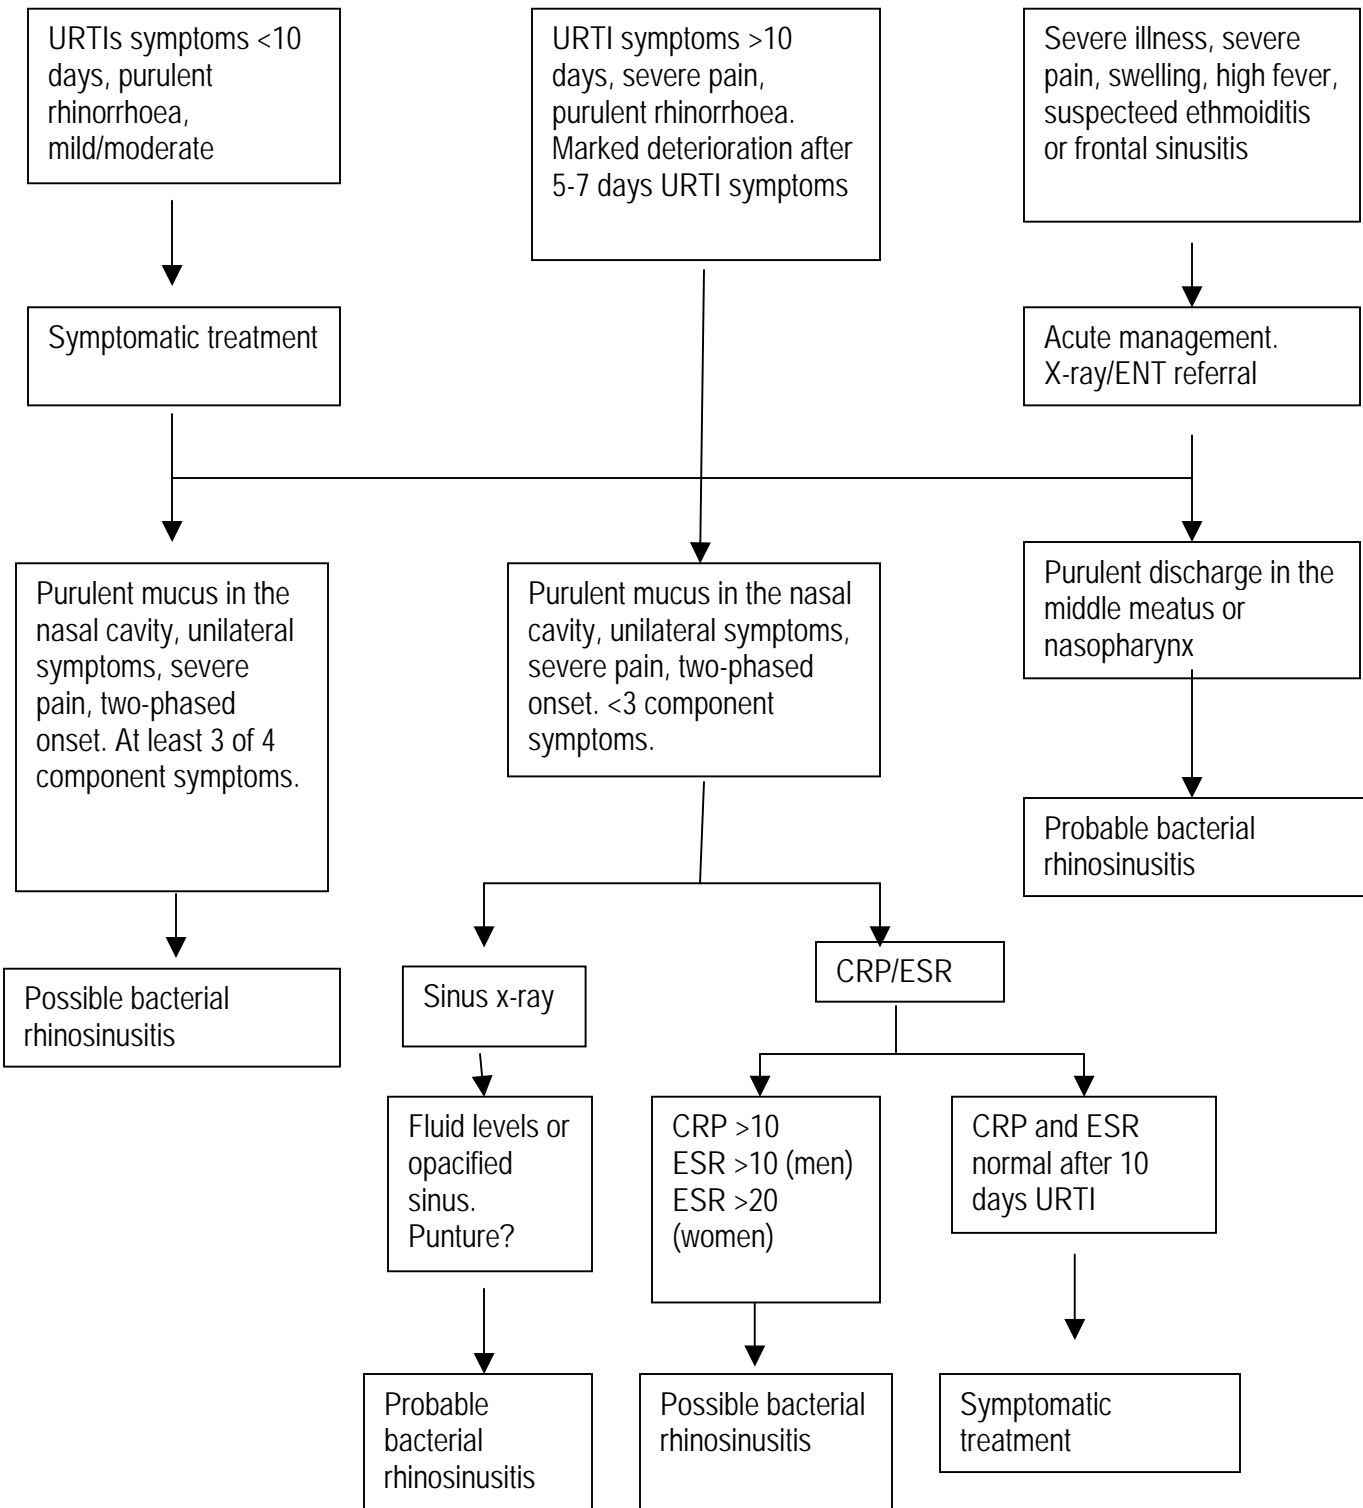 URTIs symptoms <10
days, purulent
rhinorrhoea,
mild/moderate
URTI symptoms >10
days, severe pain,
purulent rhinorrhoea.
Marked deterioration after
5-7 days URTI symptoms
Severe illness, severe
pain, swelling, high fever,
suspecteed ethmoiditis
or frontal sinusitis
Symptomatic treatment
Acute management.
X-ray/ENT referral
Purulent mucus in the
nasal cavity, unilateral
symptoms, severe
pain, two-phased
onset. At least 3 of 4
component symptoms.
Purulent mucus in the nasal
cavity, unilateral symptoms,
severe pain, two-phased
onset. <3 component
symptoms.
Purulent discharge in the
middle meatus or
nasopharynx
Probable bacterial
rhinosinusitis
Possible bacterial
rhinosinusitis
Sinus x-ray
CRP/ESR
Fluid levels or
opacified
sinus.
Punture?
CRP >10
ESR >10 (men)
ESR >20
(women)
CRP and ESR
normal after 10
days URTI
Probable
bacterial
rhinosinusitis
Possible bacterial
rhinosinusitis
Symptomatic
treatment